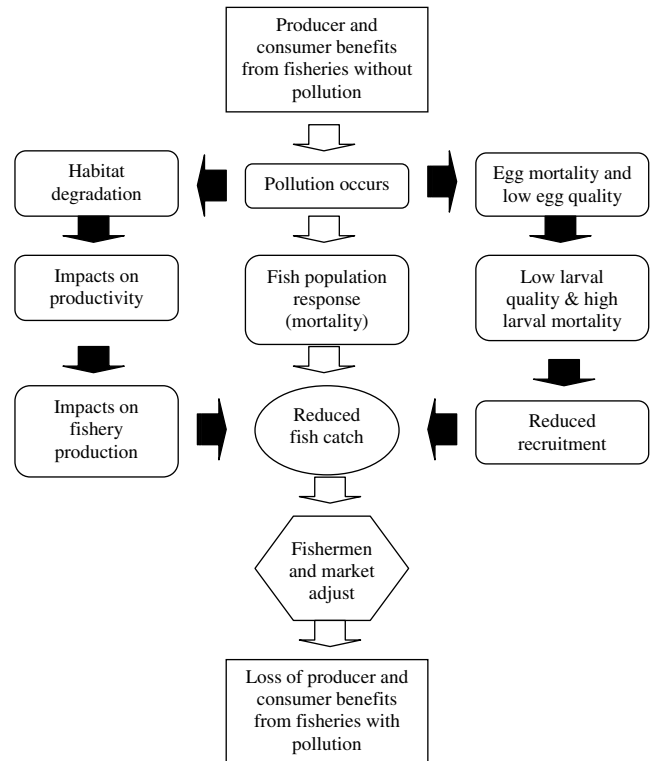 Producer and
consumer benefits
from fisheries without
pollution
Habitat
degradation
Pollution occurs
Egg mortality and
low egg quality
Impacts on
productivity
Fish population
response
(mortality)
Low larval
quality & high
larval mortality
Impacts on
fishery
production
Reduced
fish catch
Reduced
recruitment
Fishermen
and market
adjust
Loss of producer and
consumer benefits
from fisheries with
pollution